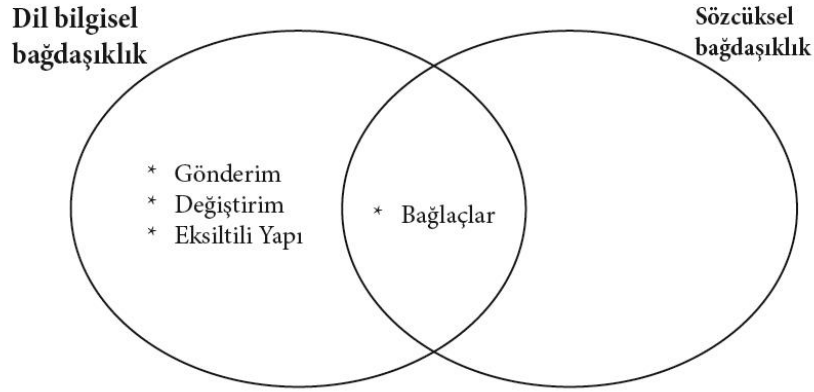 Dil bilgisel
bağdaşıklık
Sözcüksel
bağdaşıklık
* Gönderim
* Değiştirim
* Eksiltili Yapı
* Bağlaçlar